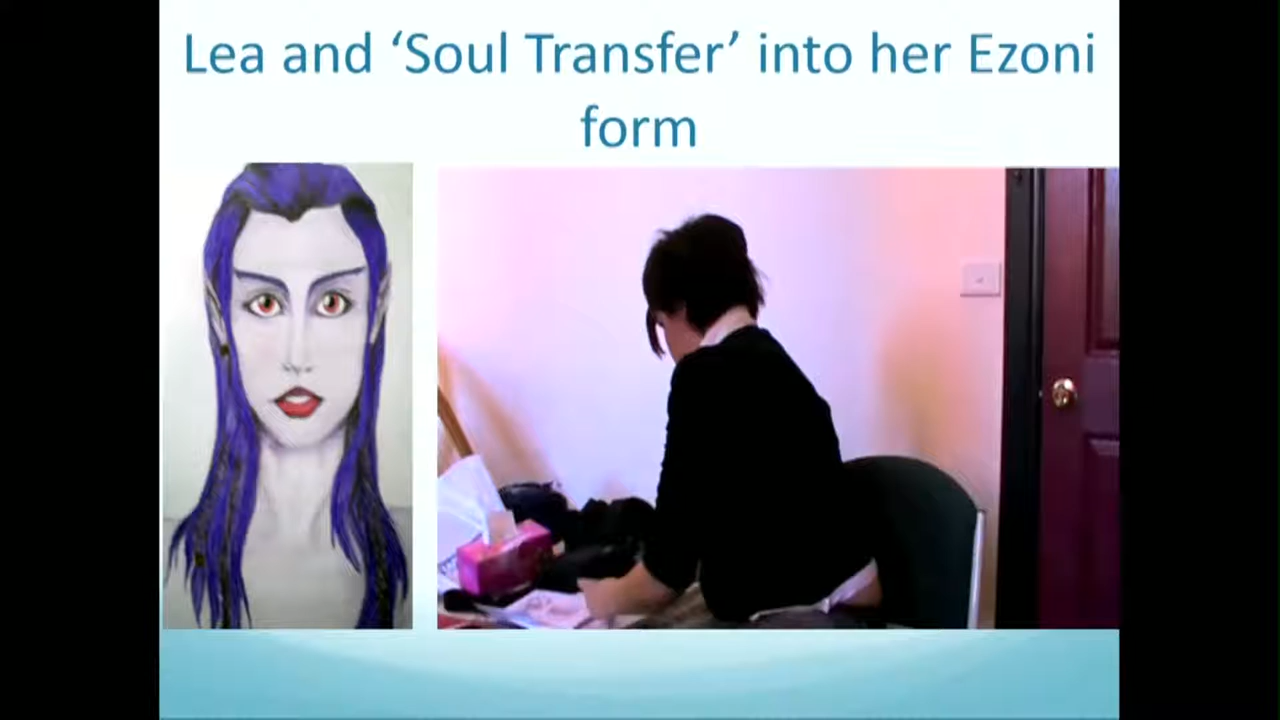 Lea and ‘Soul Transfer’ into her Ezoni
form